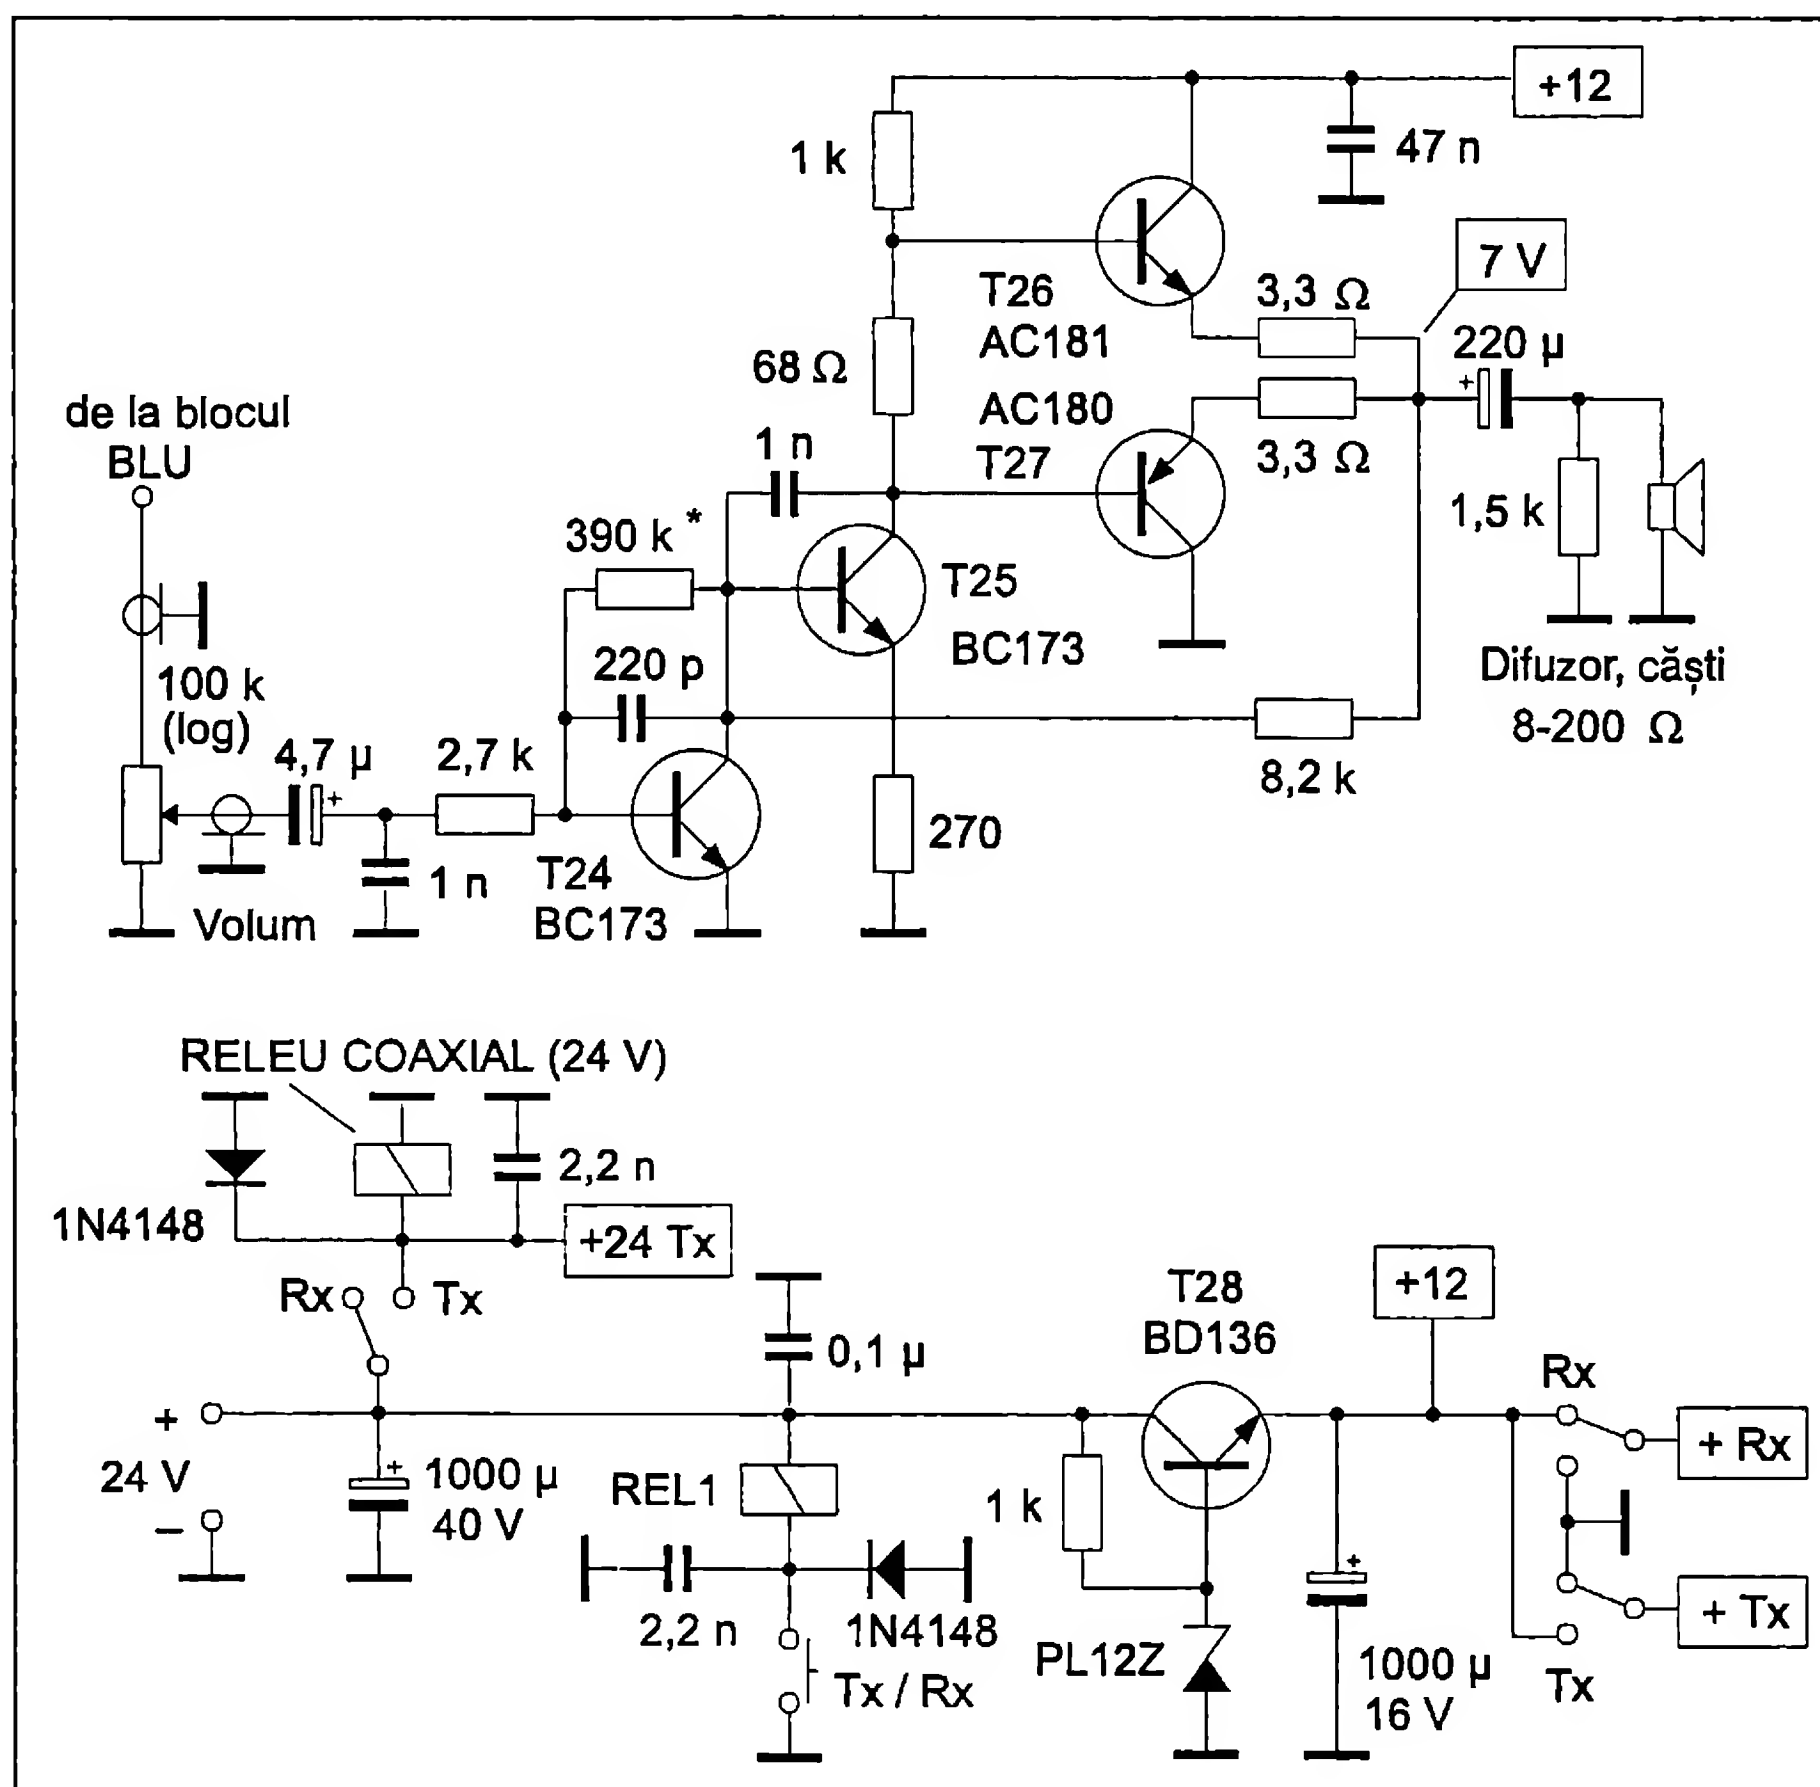 +12
1 k
47 n
7 V
T26
AC181
3,3 Ω
220 µ
+
68 Ω
AC180
T27
3,3 Ω
de la blocul
BLU
1 n
390 k *
1,5 k
T25
BC173
220 p
Difuzor, căști
8-200 Ω
100 k
(log)
4,7 µ
+
2,7 k
8,2 k
270
T24
BC173
1 n
Volum
RELEU COAXIAL (24 V)
2,2 n
1N4148
+24 Tx
Rx
Tx
0,1 µ
T28
BD136
+12
Rx
+
24 V
–
+
1000 µ
40 V
REL1
1 k
+ Rx
2,2 n
1N4148
Tx / Rx
PL12Z
+
1000 µ
16 V
+ Tx
Tx